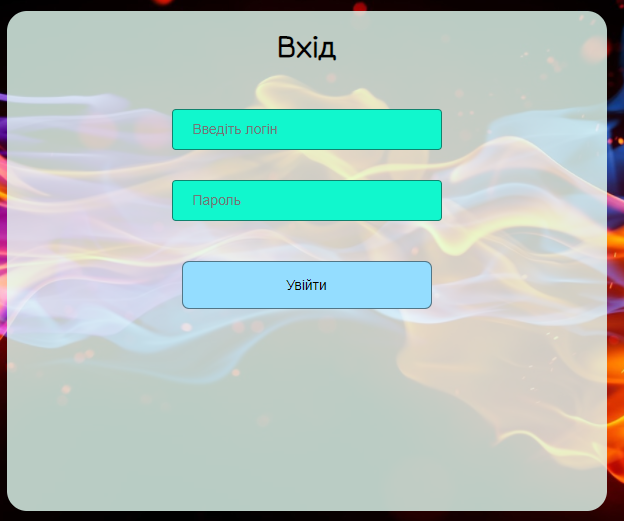 Вхід
Введіть логін
Пароль
Увійти